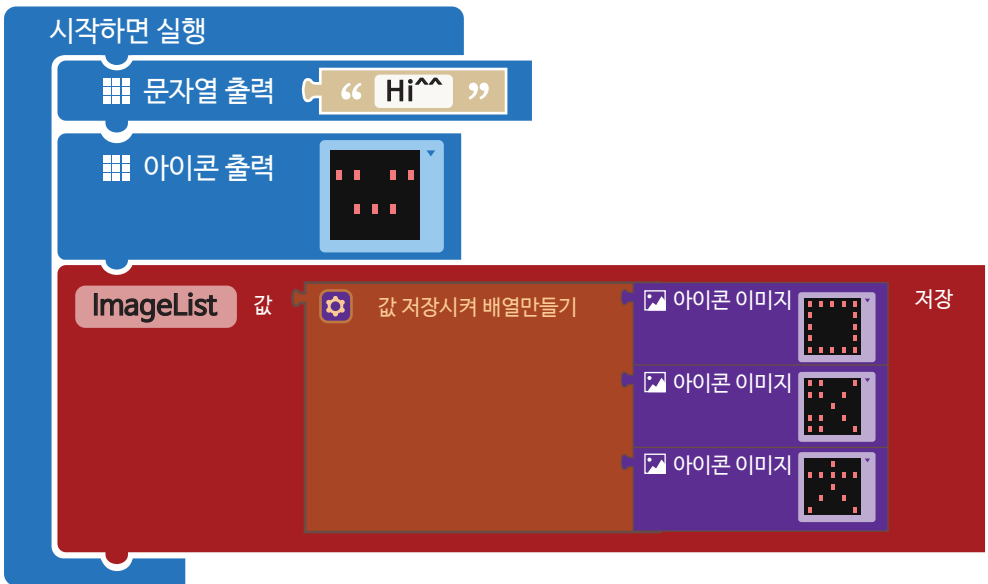 시작하면 실행
문자열 출력 “ Hi^^ ”
아이콘 출력
ImageList 값 값 저장시켜 배열만들기 아이콘 이미지 저장
아이콘 이미지
아이콘 이미지